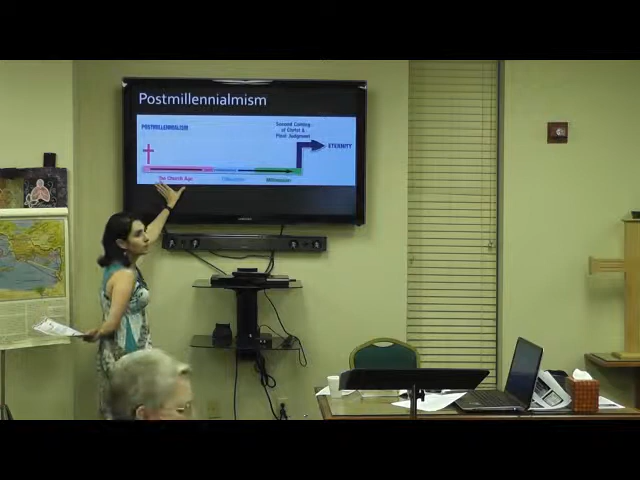 Postmillennialmism
POSTMILLENNIALISM
Second Coming
of Christ &
Final Judgment
ETERNITY
The Church Age
Millennium